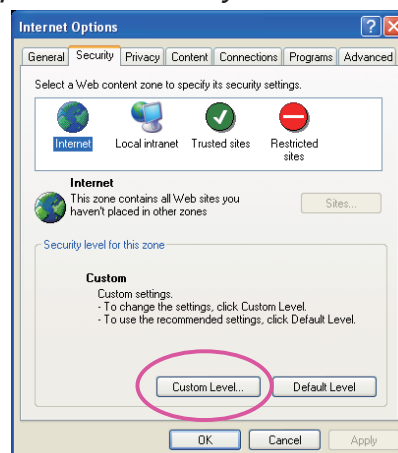 Internet Options
General Security Privacy Content Connections Programs Advanced
Select a Web content zone to specify its security settings.
Internet Local intranet Trusted sites Restricted
sites
Internet
This zone contains all Web sites you
haven't placed in other zones
Sites...
Security level for this zone
Custom
Custom settings.
- To change the settings, click Custom Level.
- To use the recommended settings, click Default Level.
Custom Level... Default Level
OK Cancel Apply